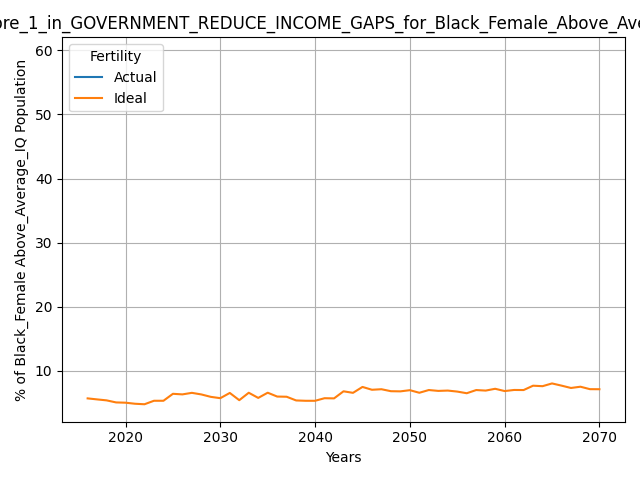 ore_1_in_GOVERNMENT_REDUCE_INCOME_GAPS_for_Black_Female_Above_Ave
60
50
40
30
20
10
% of Black_Female Above_Average_IQ Population
Fertility
Actual
Ideal
2020 2030 2040 2050 2060 2070
Years